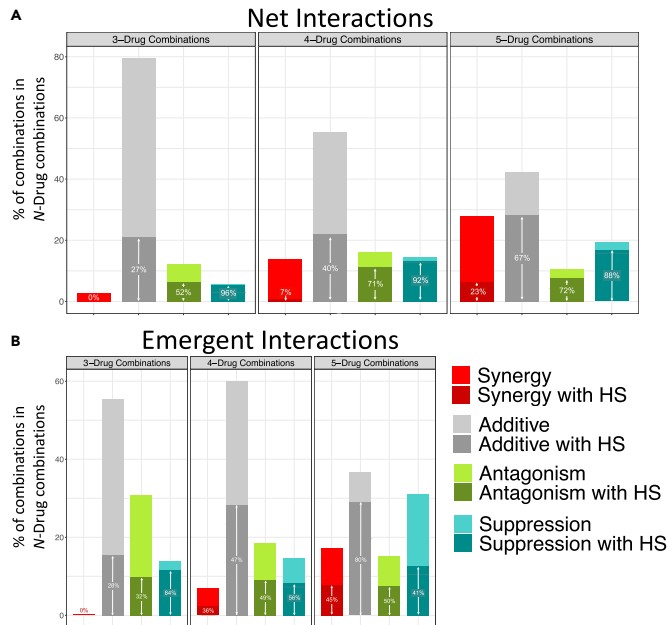 A
Net Interactions
3–Drug Combinations
4–Drug Combinations
5–Drug Combinations
% of combinations in
N-Drug combinations
80
60
40
20
0
0%
27%
52%
96%
7%
40%
71%
92%
23%
67%
72%
88%
B
Emergent Interactions
3–Drug Combinations
4–Drug Combinations
5–Drug Combinations
% of combinations in
N-Drug combinations
60
40
20
0
0%
28%
32%
84%
36%
47%
49%
56%
45%
80%
50%
41%
Synergy
Synergy with HS
Additive
Additive with HS
Antagonism
Antagonism with HS
Suppression
Suppression with HS